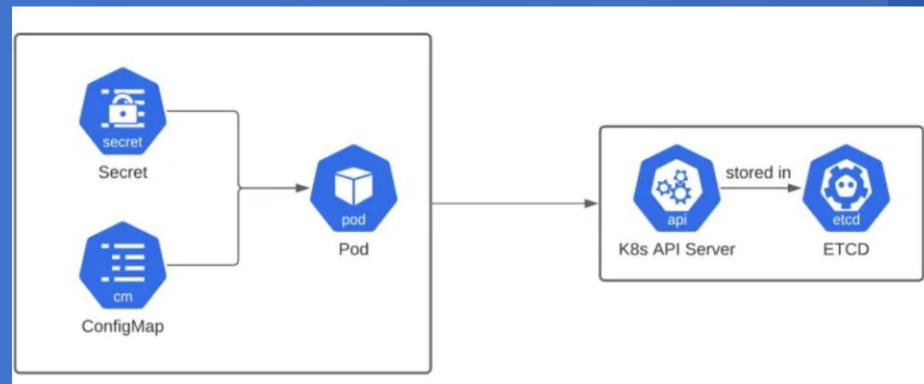 secret
Secret
cm
ConfigMap
pod
Pod
stored in
api
K8s API Server
etcd
ETCD